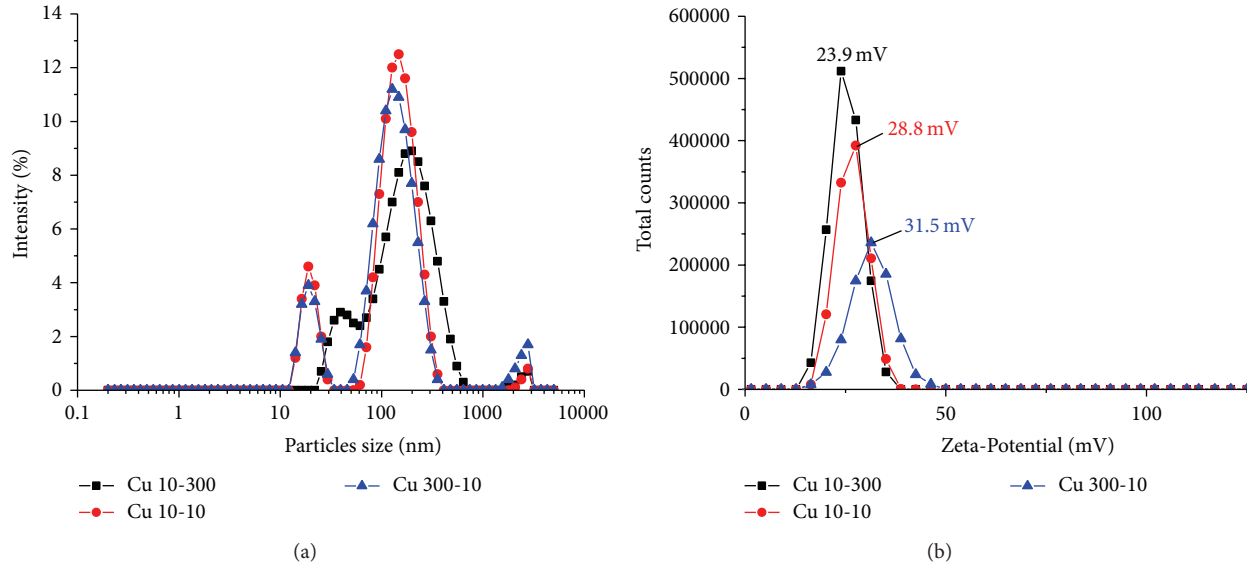 14
12
10
8
6
4
2
0
Intensity (%)
0.1 1 10 100 1000 10000
Particles size (nm)
Cu 10-300
Cu 10-10
Cu 300-10
(a)
600000
500000
400000
300000
200000
100000
0
Total counts
23.9 mV
28.8 mV
31.5 mV
0 50 100
Zeta-Potential (mV)
Cu 10-300
Cu 10-10
Cu 300-10
(b)